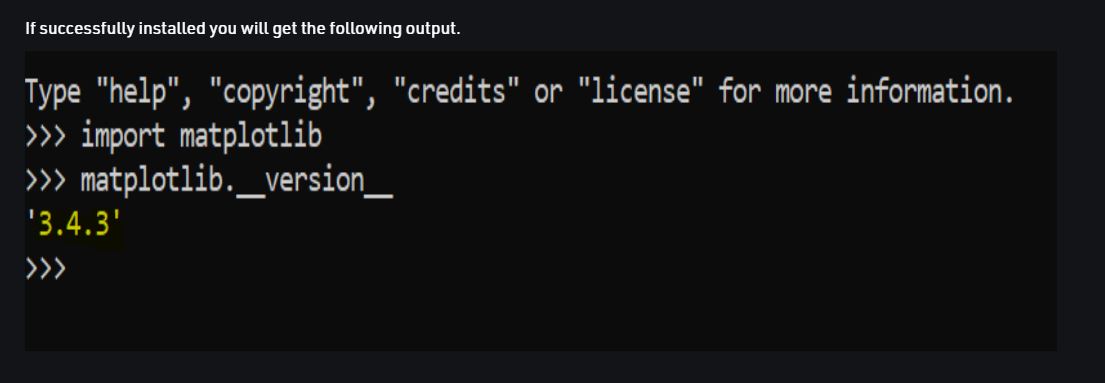 If successfully installed you will get the following output.
Type "help", "copyright", "credits" or "license" for more information.
>>> import matplotlib
>>> matplotlib.__version__
'3.4.3'
>>>